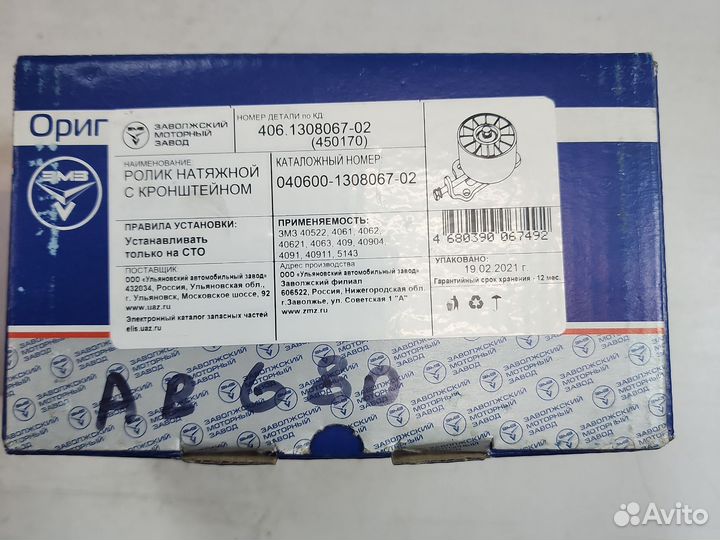 Ориг
ЗМЗ
ЗАВОЛЖСКИЙ
МОТОРНЫЙ
ЗАВОД
НОМЕР ДЕТАЛИ по КД:
406.1308067-02
(450170)
НАИМЕНОВАНИЕ
РОЛИК НАТЯЖНОЙ
С КРОНШТЕЙНОМ
КАТАЛОЖНЫЙ НОМЕР:
040600-1308067-02
ПРАВИЛА УСТАНОВКИ:
Устанавливать
только на СТО
ПРИМЕНЯЕМОСТЬ:
ЗМЗ 40522, 4061, 4062,
40621, 4063, 409, 40904,
4091, 40911, 5143
4 680390 067492
ПОСТАВЩИК:
ООО «Ульяновский автомобильный завод»
432034, Россия, Ульяновская обл.,
г. Ульяновск, Московское шоссе, 92
www.uaz.ru
Электронный каталог запасных частей
elis.uaz.ru
Адрес производства
ООО «Ульяновский автомобильный завод»
Заволжский филиал
606522, Россия, Нижегородская обл.
г.Заволжье, ул. Советская 1 "А"
www.zmz.ru
УПАКОВАНО:
19.02.2021 г.
Гарантийный срок хранения - 12 мес.
АВ 680
ЗАВОЛЖСКИЙ
МОТОРНЫЙ
ЗАВОД
Avito